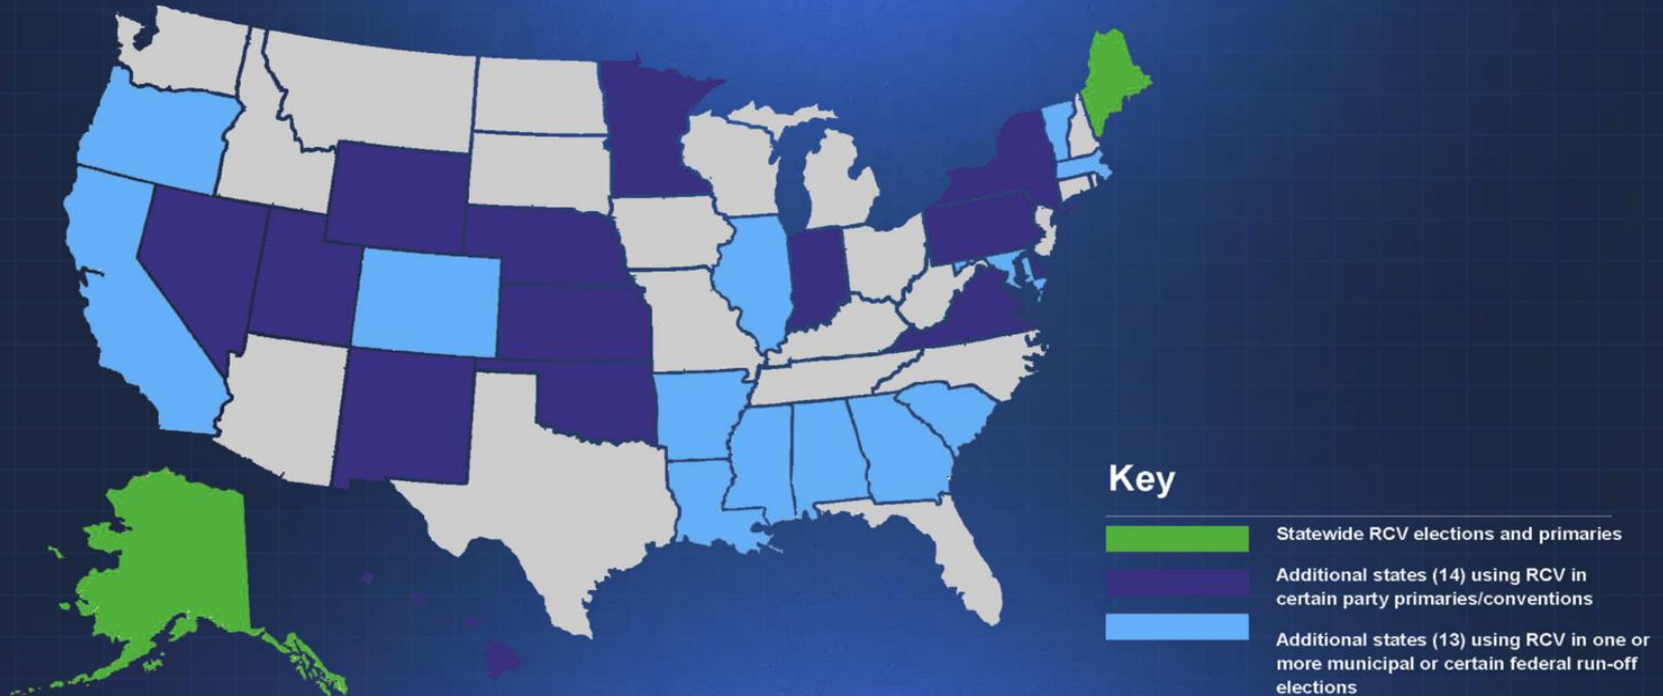 Key
Statewide RCV elections and primaries
Additional states (14) using RCV in
certain party primaries/conventions
Additional states (13) using RCV in one or
more municipal or certain federal run-off
elections